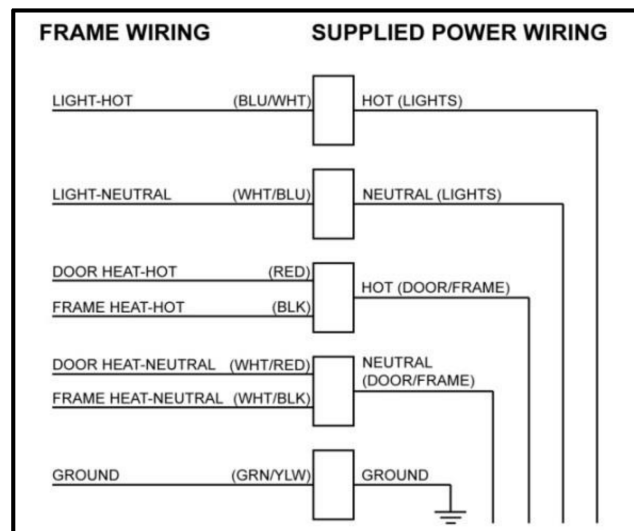 FRAME WIRING SUPPLIED POWER WIRING
LIGHT-HOT (BLU/WHT) HOT (LIGHTS)
LIGHT-NEUTRAL (WHT/BLU) NEUTRAL (LIGHTS)
DOOR HEAT-HOT (RED)
HOT (DOOR/FRAME)
FRAME HEAT-HOT (BLK)
DOOR HEAT-NEUTRAL (WHT/RED) NEUTRAL
(DOOR/FRAME)
FRAME HEAT-NEUTRAL (WHT/BLK)
GROUND (GRN/YLW) GROUND